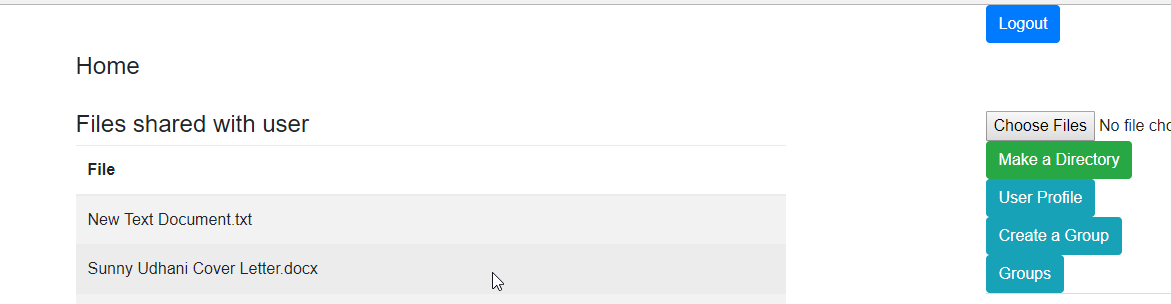 Logout
Home
Files shared with user
Choose Files No file
Make a Directory
File
User Profile
New Text Document.txt
Create a Group
Sunny Udhani Cover Letter.docx
Groups